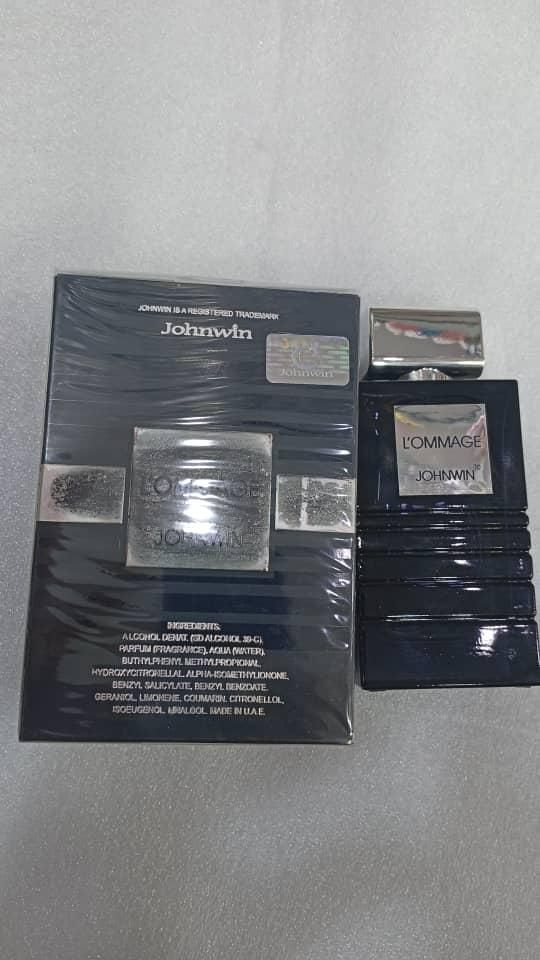 JOHNWIN IS A REGISTERED TRADEMARK
Johnwin
Johnwin
L'OMMAGE
JOHNWIN
INGREDIENTS:
ALCOHOL DENAT. (SD ALCOHOL 39-C),
PARFUM (FRAGRANCE), AQUA (WATER),
BUTHYLPHENYL METHYLPROPIONAL,
HYDROXYCITRONELLAL, ALPHA-ISOMETHYLIONONE,
BENZYL SALICYLATE, BENZYL BENZOATE,
GERANIOL, LIMONENE, COUMARIN, CITRONELLOL,
ISOEUGENOL, LINALOOL. MADE IN U.A.E.
L'OMMAGE
JOHNWIN